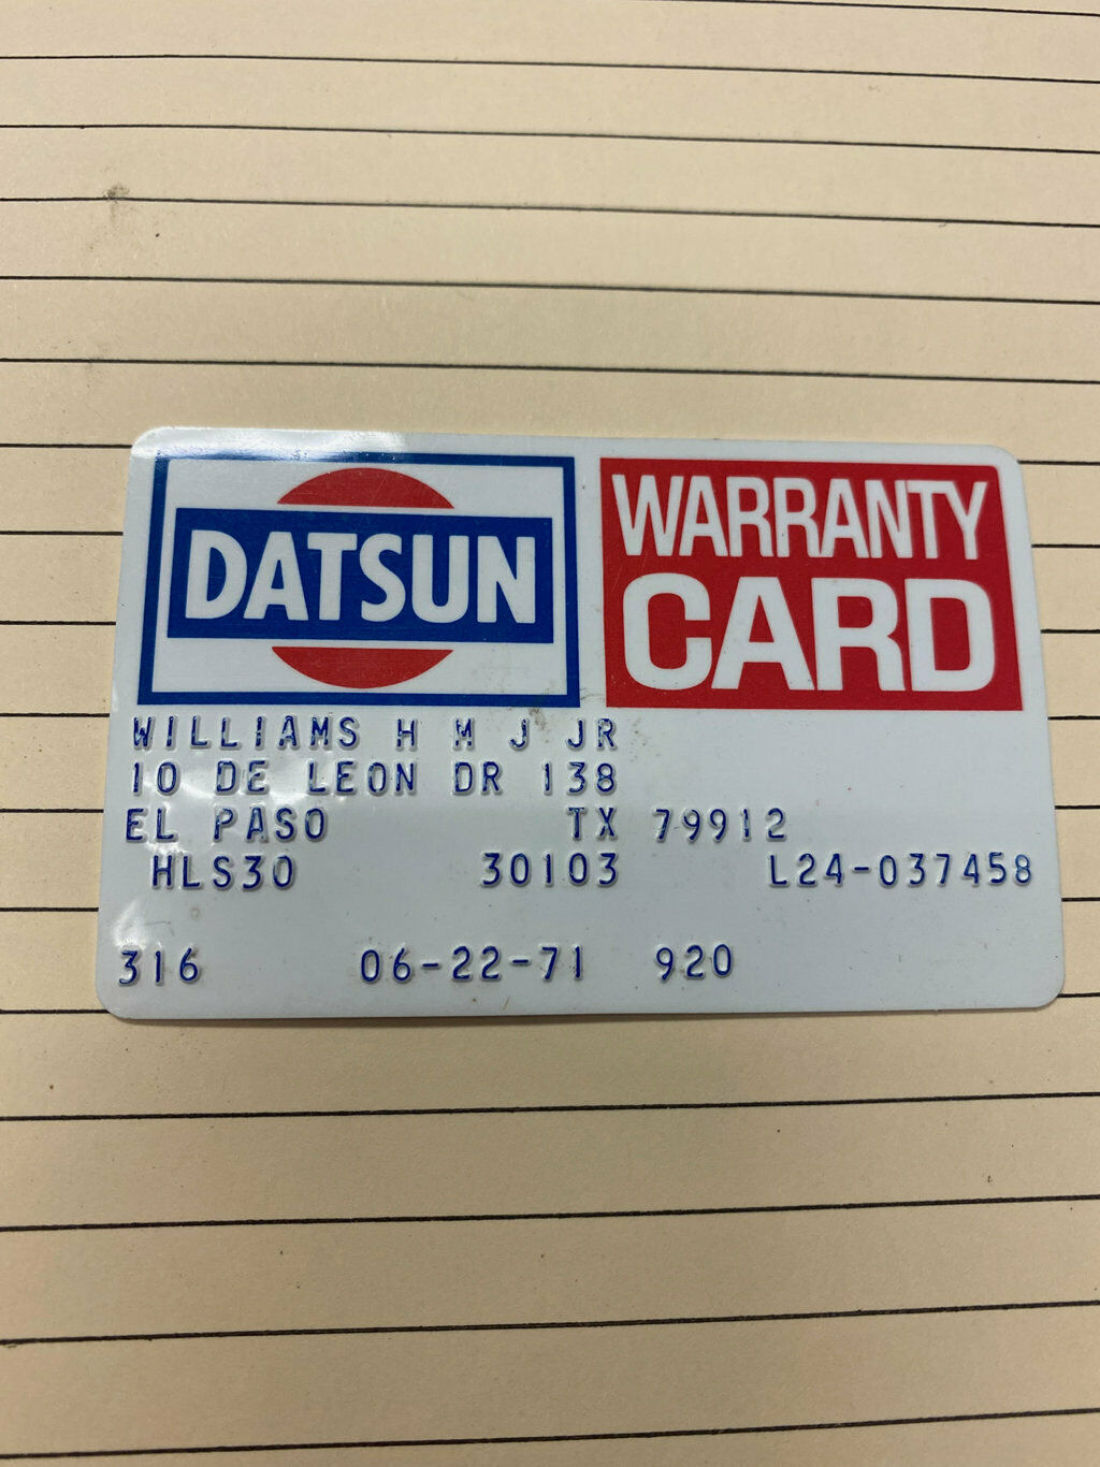 DATSUN
WARRANTY
CARD
WILLIAMS H M J JR
10 DE LEON DR 138
EL PASO TX 79912
HLS30 30103 L24-037458
316 06-22-71 920